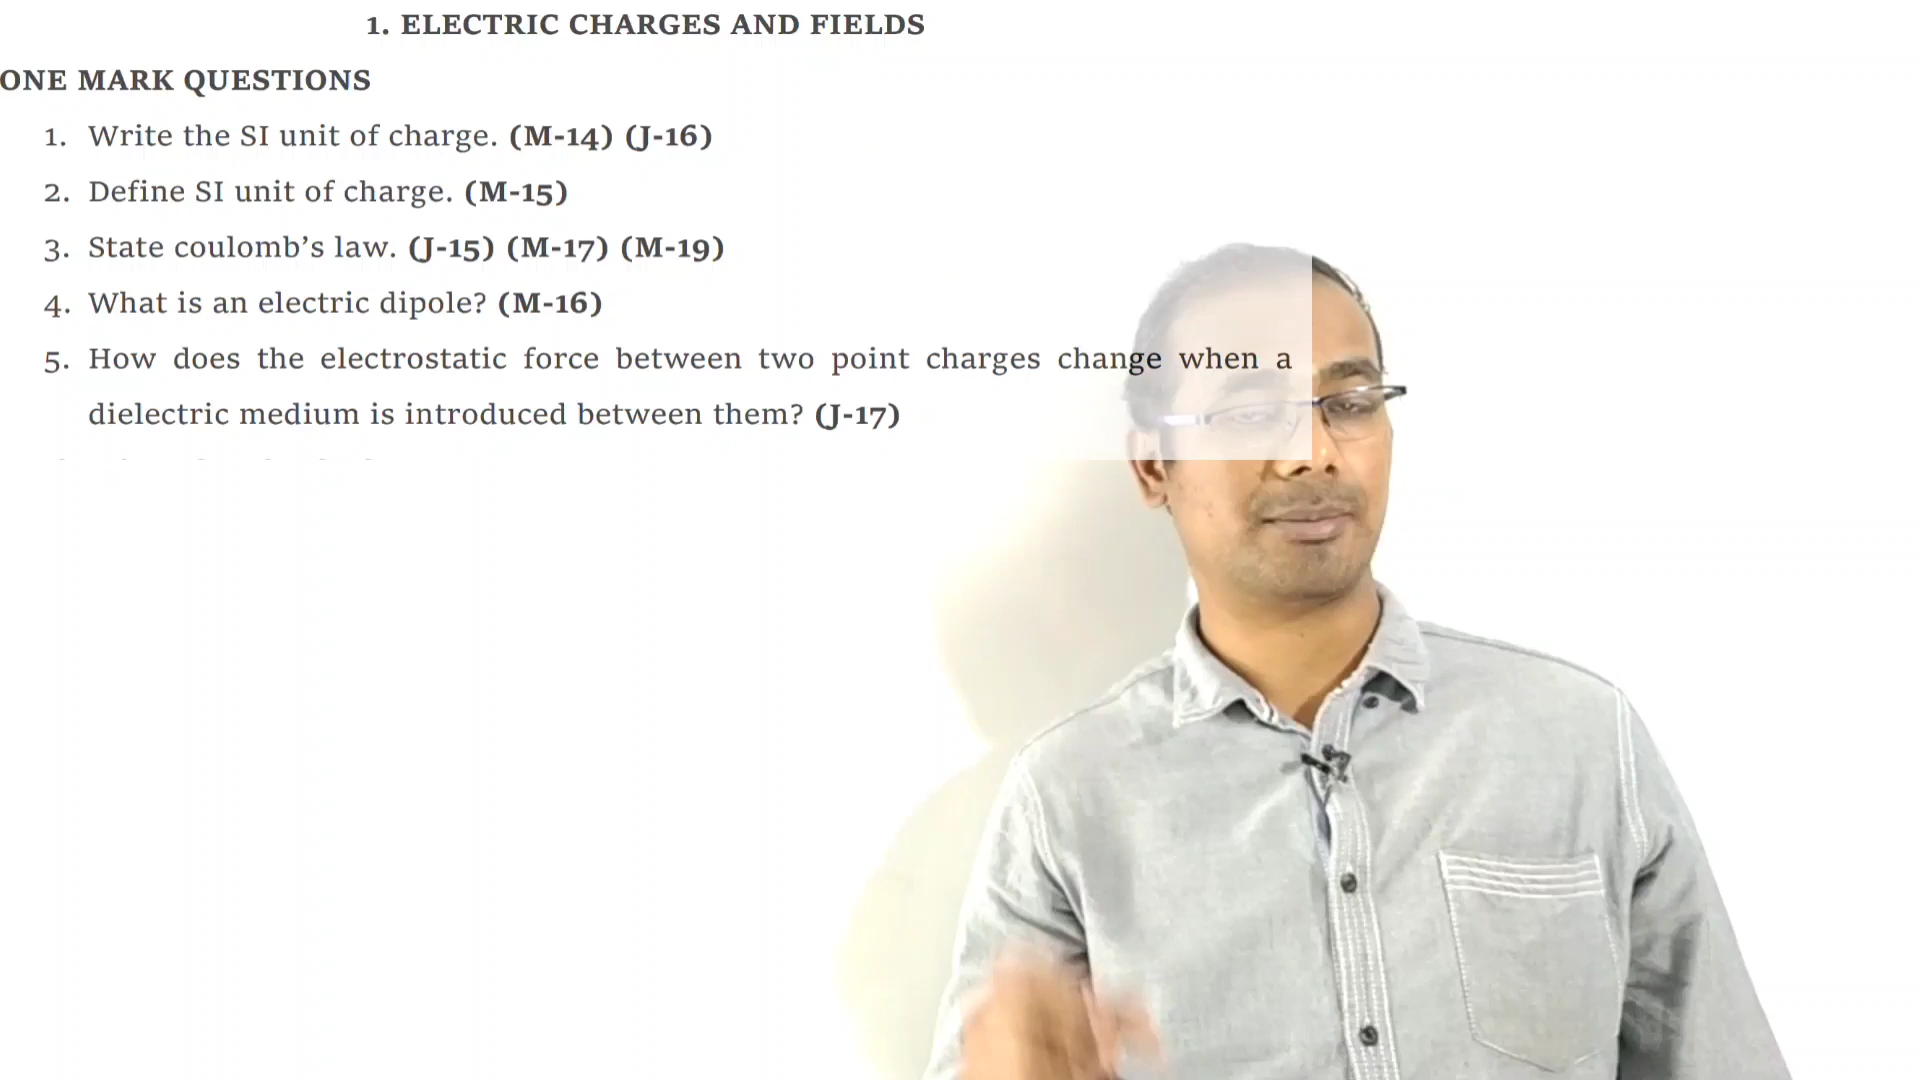 1. ELECTRIC CHARGES AND FIELDS
ONE MARK QUESTIONS
1. Write the SI unit of charge. (M-14) (J-16)
2. Define SI unit of charge. (M-15)
3. State coulomb’s law. (J-15) (M-17) (M-19)
4. What is an electric dipole? (M-16)
5. How does the electrostatic force between two point charges change when a
dielectric medium is introduced between them? (J-17)